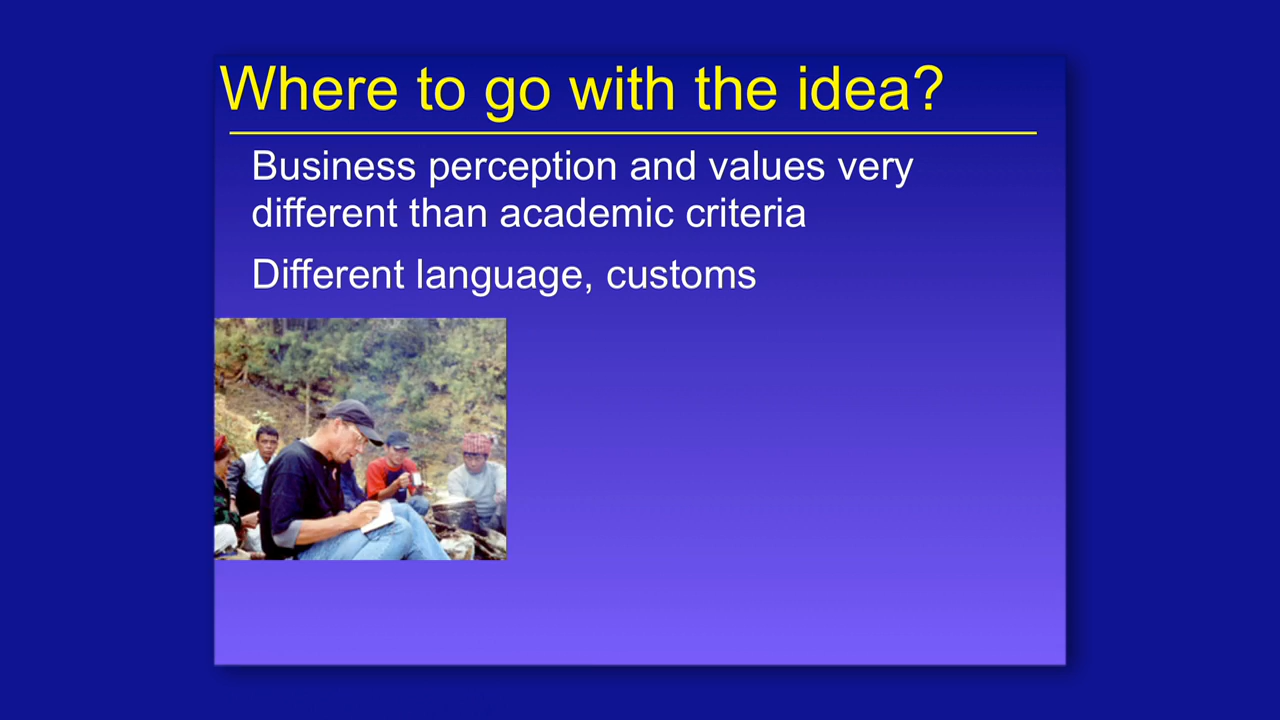 Where to go with the idea?
Business perception and values very
different than academic criteria
Different language, customs